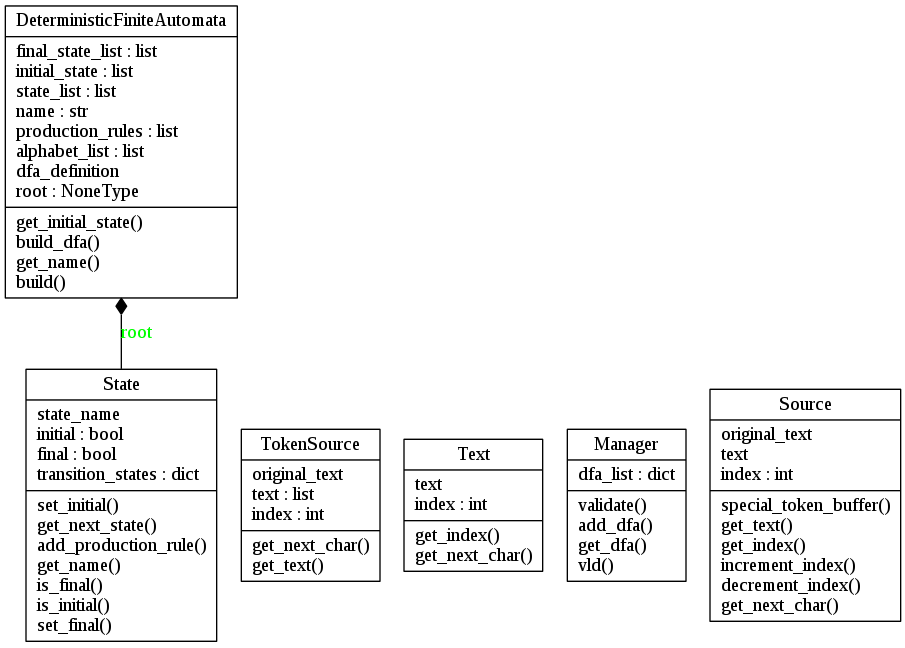 DeterministicFiniteAutomata
final_state_list : list
initial_state : list
state_list : list
name : str
production_rules : list
alphabet_list : list
dfa_definition
root : NoneType
get_initial_state()
build_dfa()
get_name()
build()
root
State
state_name
initial : bool
final : bool
transition_states : dict
set_initial()
get_next_state()
add_production_rule()
get_name()
is_final()
is_initial()
set_final()
TokenSource
original_text
text : list
index : int
get_next_char()
get_text()
Text
text
index : int
get_index()
get_next_char()
Manager
dfa_list : dict
validate()
add_dfa()
get_dfa()
vld()
Source
original_text
text
index : int
special_token_buffer()
get_text()
get_index()
increment_index()
decrement_index()
get_next_char()